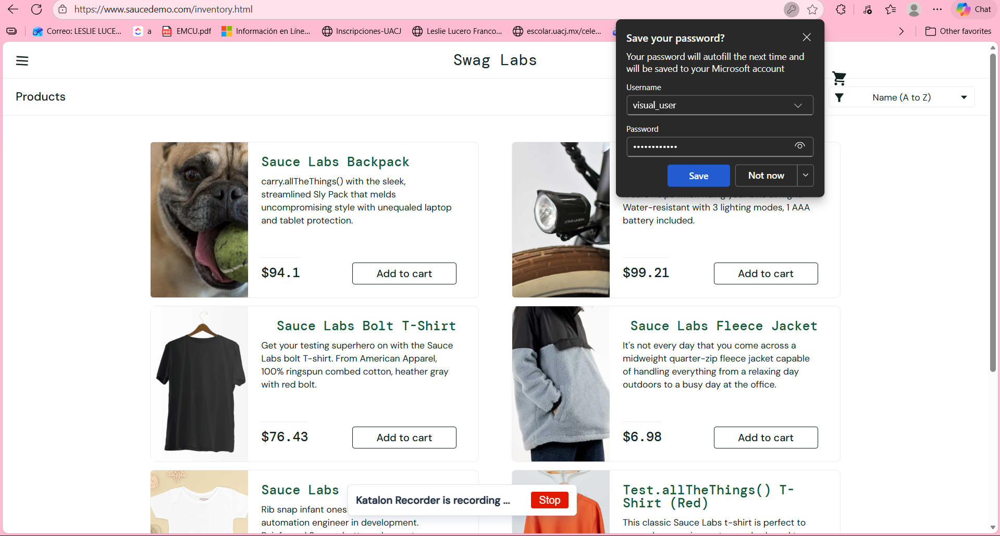 https://www.saucedemo.com/inventory.html
Chat
Correo: LESLIE LUCE...
a
EMCU.pdf
Información en Líne...
Inscripciones-UACJ
Leslie Lucero Franco...
escolar.uacj.mx/cele...
Other favorites
Swag Labs
Products
Name (A to Z)
Save your password?
Your password will autofill the next time and
will be saved to your Microsoft account
Username
visual_user
Password
Save
Not now
Sauce Labs Backpack
carry.allTheThings() with the sleek,
streamlined Sly Pack that melds
uncompromising style with unequaled laptop
and tablet protection.
$94.1
Add to cart
STAR UNION
Water-resistant with 3 lighting modes, 1 AAA
battery included.
$99.21
Add to cart
Sauce Labs Bolt T-Shirt
Get your testing superhero on with the Sauce
Labs bolt T-shirt. From American Apparel,
100% ringspun combed cotton, heather gray
with red bolt.
$76.43
Add to cart
Sauce Labs Fleece Jacket
It's not every day that you come across a
midweight quarter-zip fleece jacket capable
of handling everything from a relaxing day
outdoors to a busy day at the office.
$6.98
Add to cart
Sauce Labs
Rib snap infant
automation engineer in development.
Katalon Recorder is recording ...
Stop
Test.allTheThings() T-
Shirt (Red)
This classic Sauce Labs t-shirt is perfect to